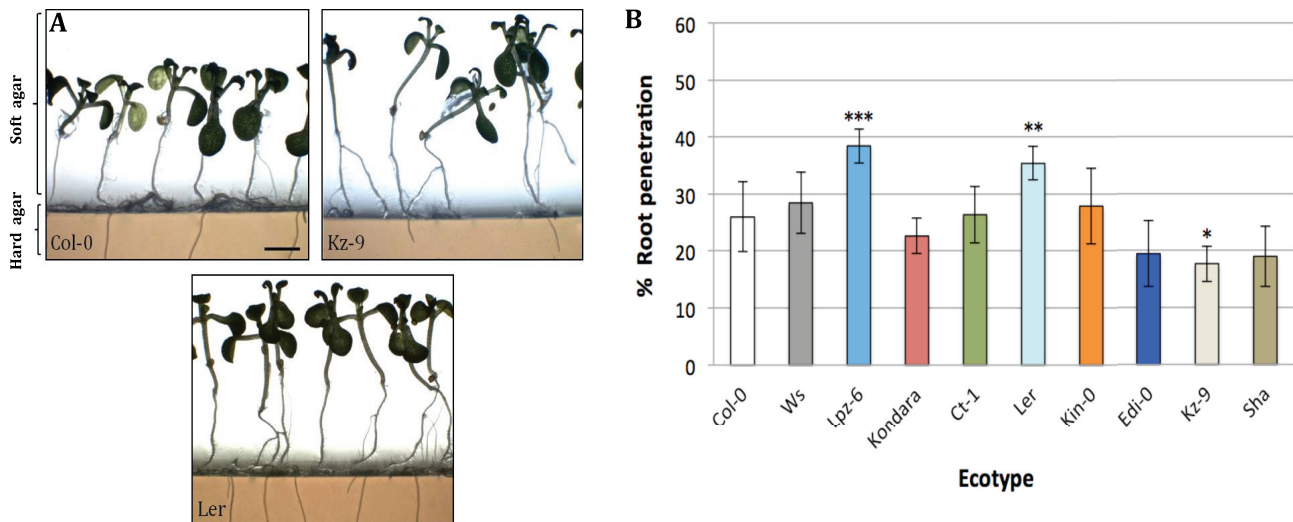 A
Soft agar
Hard agar
Col-0
Kz-9
Ler
B
% Root penetration
60
50
40
30
20
10
0
***
**
*
Col-0
Ws
Lpz-6
Kondara
Ct-1
Ler
Kin-0
Edi-0
Kz-9
Sha
Ecotype